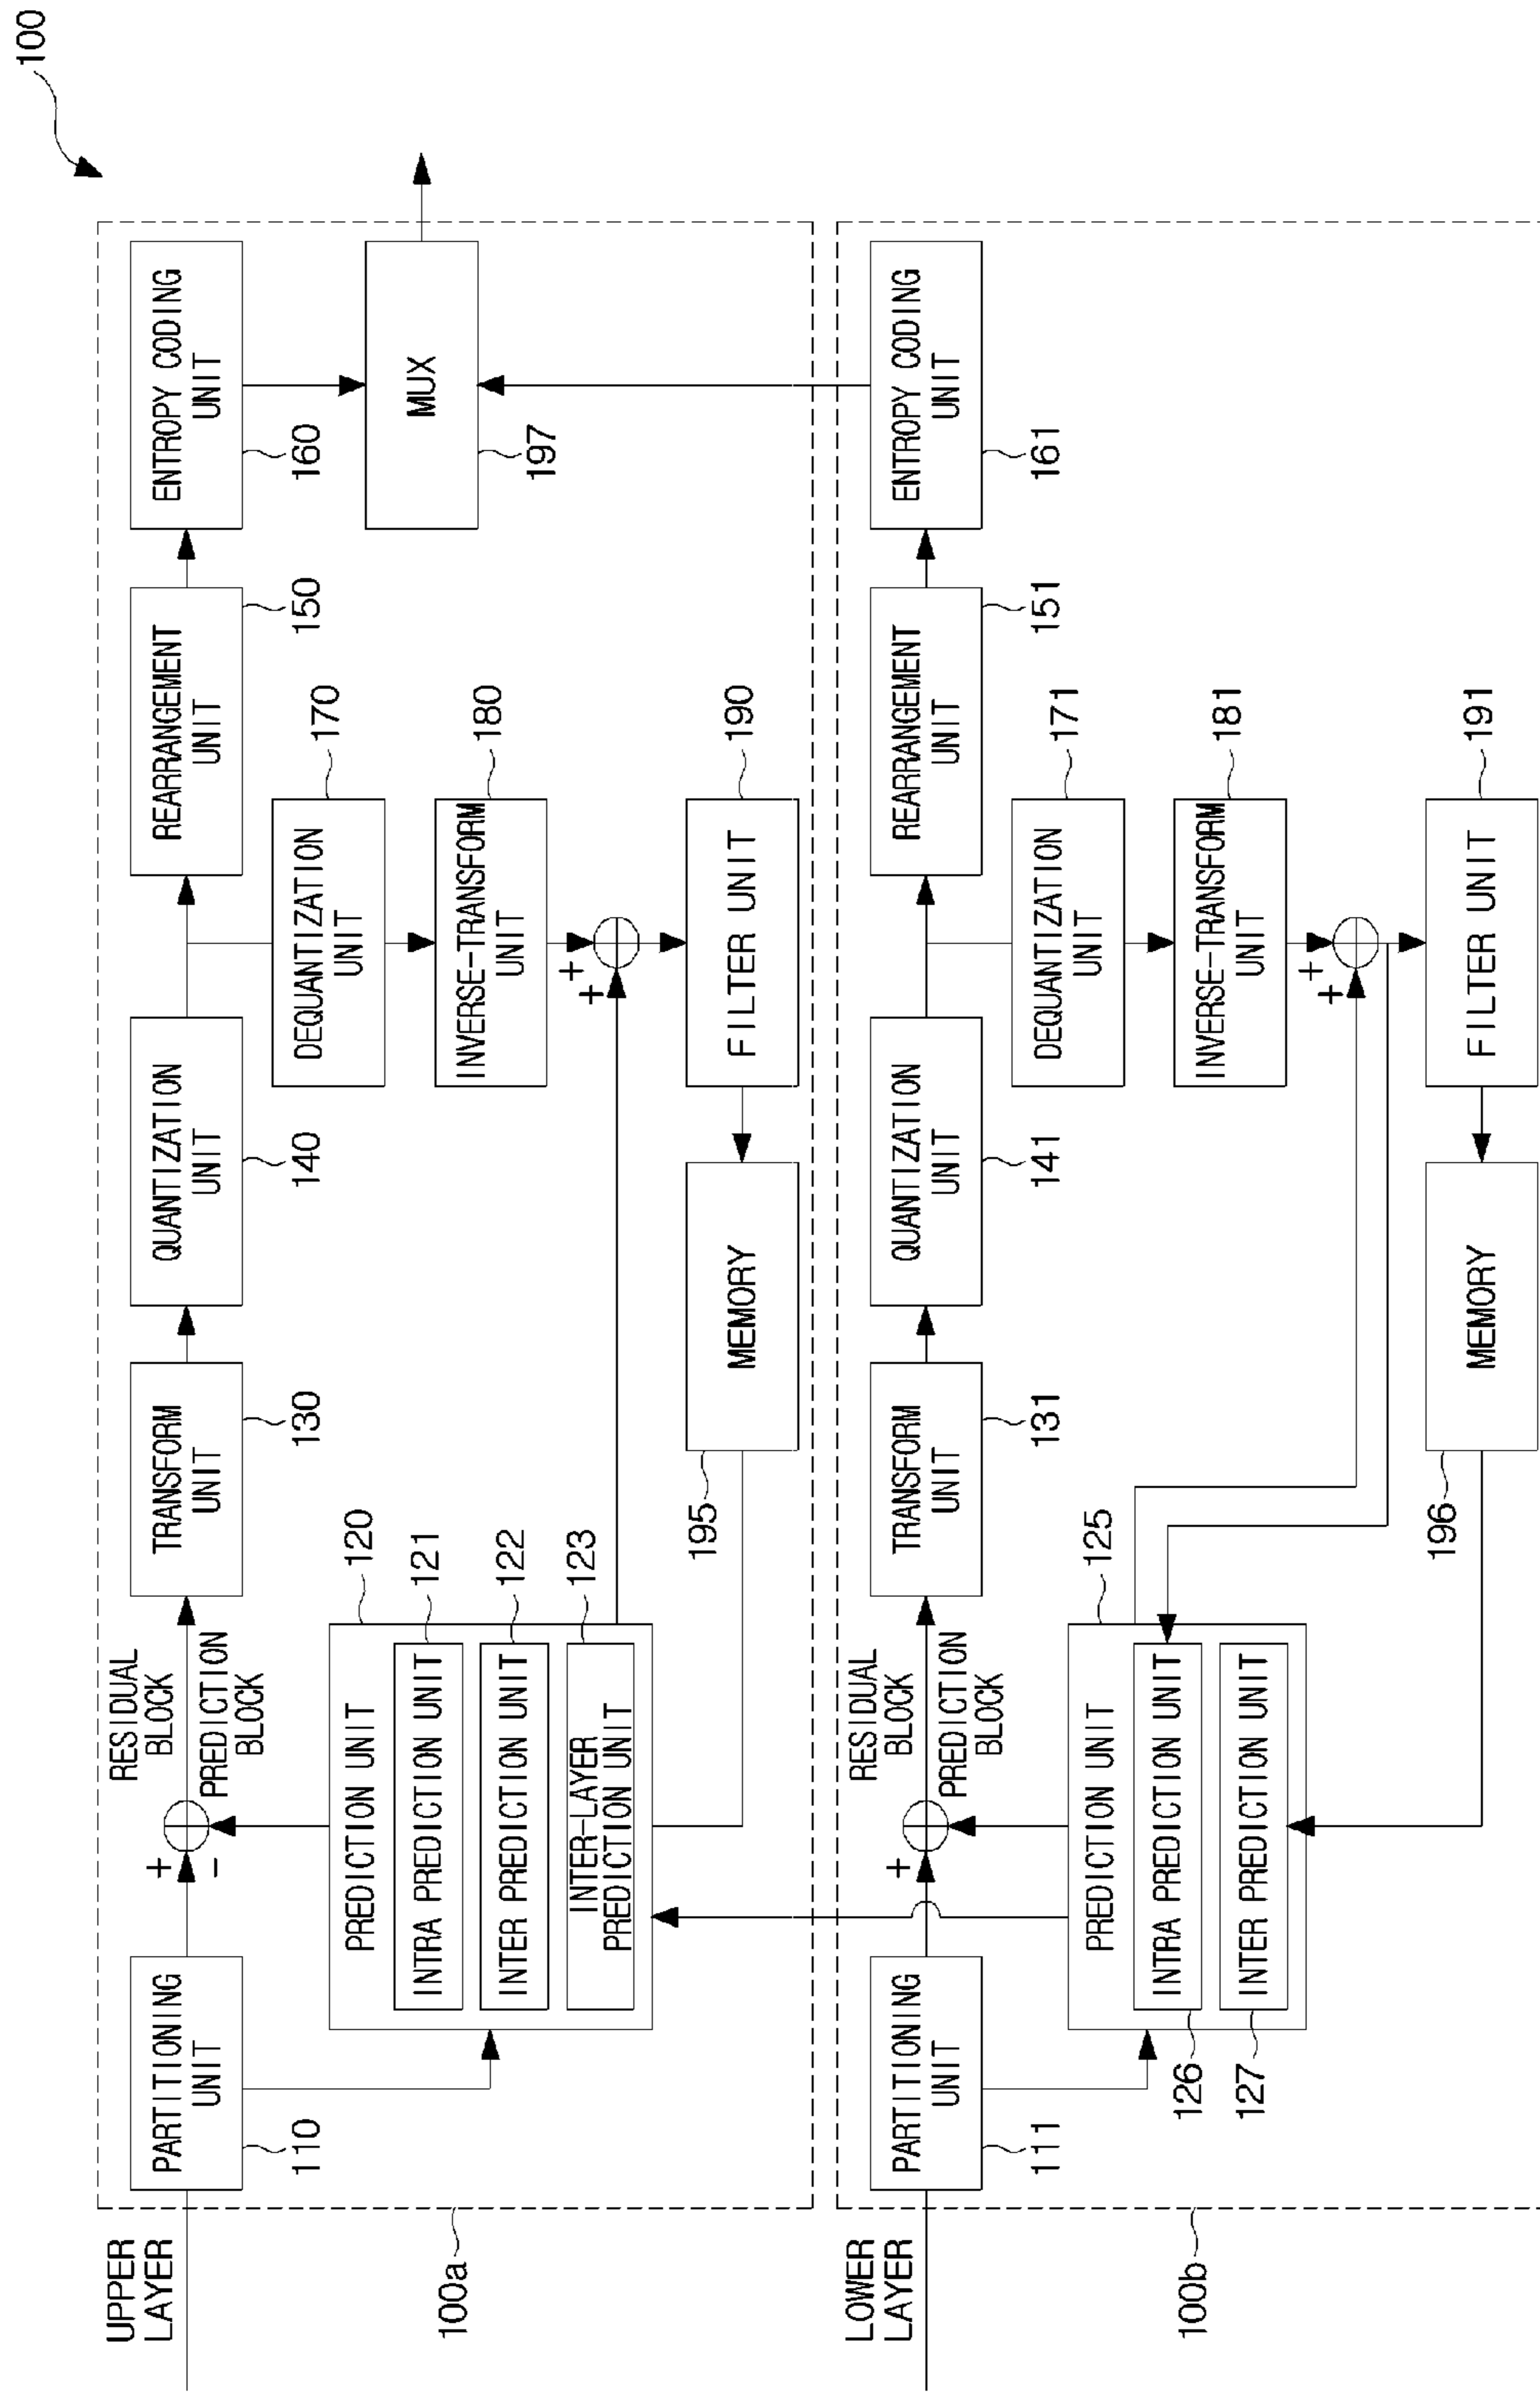 100
UPPER
LAYER
100a
PARTITIONING
UNIT
110
+
-
RESIDUAL
BLOCK
PREDICTION
BLOCK
TRANSFORM
UNIT
130
QUANTIZATION
UNIT
140
REARRANGEMENT
UNIT
150
ENTROPY CODING
UNIT
160
PREDICTION UNIT
120
INTRA PREDICTION UNIT
121
INTER PREDICTION UNIT
122
INTER-LAYER
PREDICTION UNIT
123
DEQUANTIZATION
UNIT
170
INVERSE-TRANSFORM
UNIT
180
+
+
FILTER UNIT
190
MEMORY
195
MUX
197
LOWER
LAYER
100b
PARTITIONING
UNIT
111
+
RESIDUAL
BLOCK
PREDICTION
BLOCK
TRANSFORM
UNIT
131
QUANTIZATION
UNIT
141
REARRANGEMENT
UNIT
151
ENTROPY CODING
UNIT
161
PREDICTION UNIT
125
INTRA PREDICTION UNIT
126
INTER PREDICTION UNIT
127
DEQUANTIZATION
UNIT
171
INVERSE-TRANSFORM
UNIT
181
+
+
FILTER UNIT
191
MEMORY
196